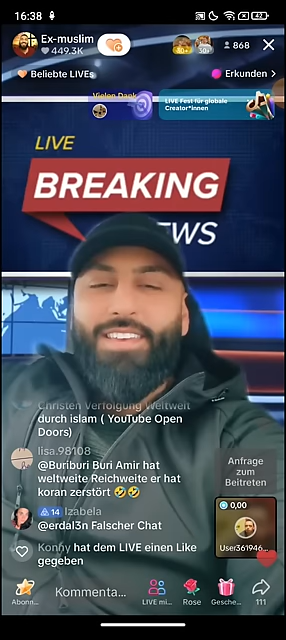 16:38
42
Ex-muslim
449.3K
80+
30+
868
Beliebte LIVEs
Erkunden
Vielen Dank
LIVE Fest für globale
Creator*innen
LIVE
BREAKING
NEWS
Christen Verfolgung Weltweit
durch islam ( YouTube Open
Doors)
lisa.98108
@Buriburi Buri Amir hat
weltweite Reichweite er hat
koran zerstört 🤣🤣
14 Izabela
@erdal3n Falscher Chat
Konny hat dem LIVE einen Like
gegeben
Anfrage
zum
Beitreten
0,00
User361946...
Abonn...
Kommenta...
LIVE mi...
Rose
Gesche...
111